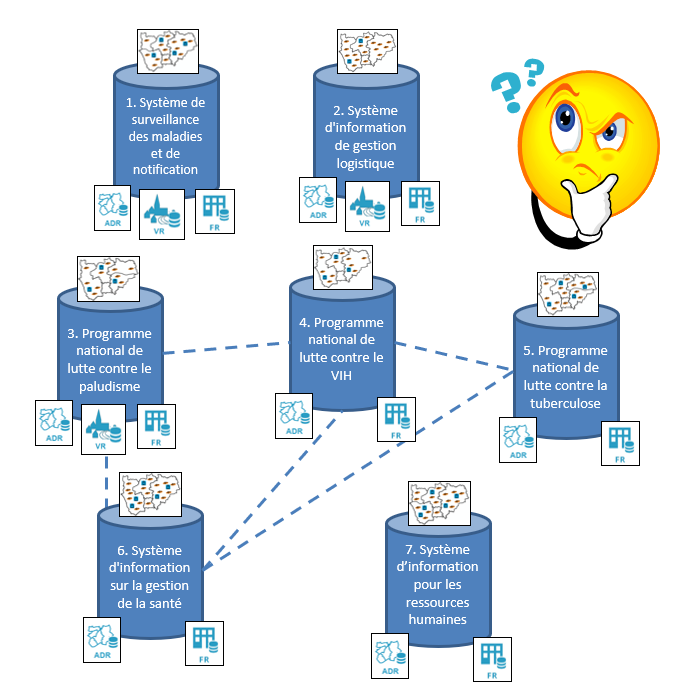 1. Système de
surveillance
des maladies
et de
notification
ADR
VR
FR
2. Système
d'information
de gestion
logistique
ADR
VR
FR
??
3. Programme
national de
lutte contre le
paludisme
ADR
VR
FR
4. Programme
national de
lutte contre le
VIH
ADR
FR
5. Programme
national de
lutte contre la
tuberculose
ADR
FR
6. Système
d'information
sur la gestion
de la santé
ADR
FR
7. Système
d’information
pour les
ressources
humaines
ADR
FR